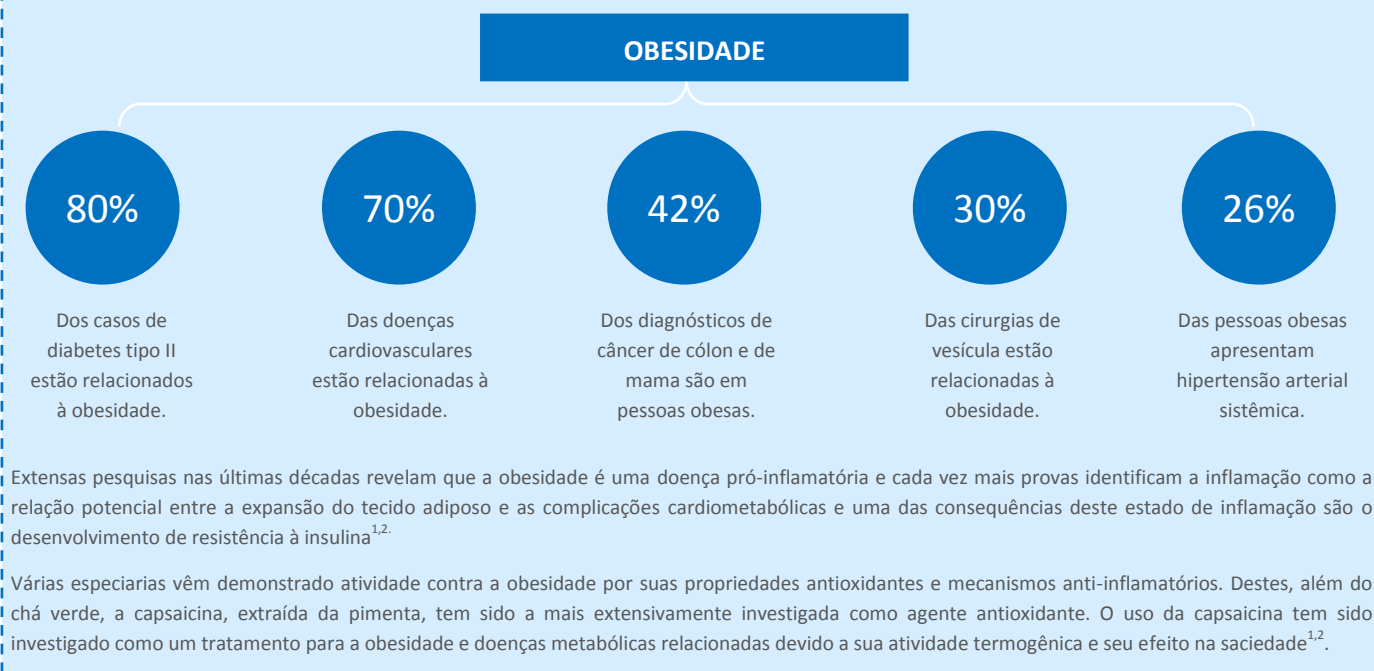 OBESIDADE
80%
70%
42%
30%
26%
Dos casos de
diabetes tipo II
estão relacionados
à obesidade.
Das doenças
cardiovasculares
estão relacionadas à
obesidade.
Dos diagnósticos de
câncer de cólon e de
mama são em
pessoas obesas.
Das cirurgias de
vesícula estão
relacionadas à
obesidade.
Das pessoas obesas
apresentam
hipertensão arterial
sistêmica.
Extensas pesquisas nas últimas décadas revelam que a obesidade é uma doença pró-inflamatória e cada vez mais provas identificam a inflamação como a
relação potencial entre a expansão do tecido adiposo e as complicações cardiometabólicas e uma das consequências deste estado de inflamação são o
desenvolvimento de resistência à insulina1,2.
Várias especiarias vêm demonstrado atividade contra a obesidade por suas propriedades antioxidantes e mecanismos anti-inflamatórios. Destes, além do
chá verde, a capsaicina, extraída da pimenta, tem sido a mais extensivamente investigada como agente antioxidante. O uso da capsaicina tem sido
investigado como um tratamento para a obesidade e doenças metabólicas relacionadas devido a sua atividade termogênica e seu efeito na saciedade1,2.